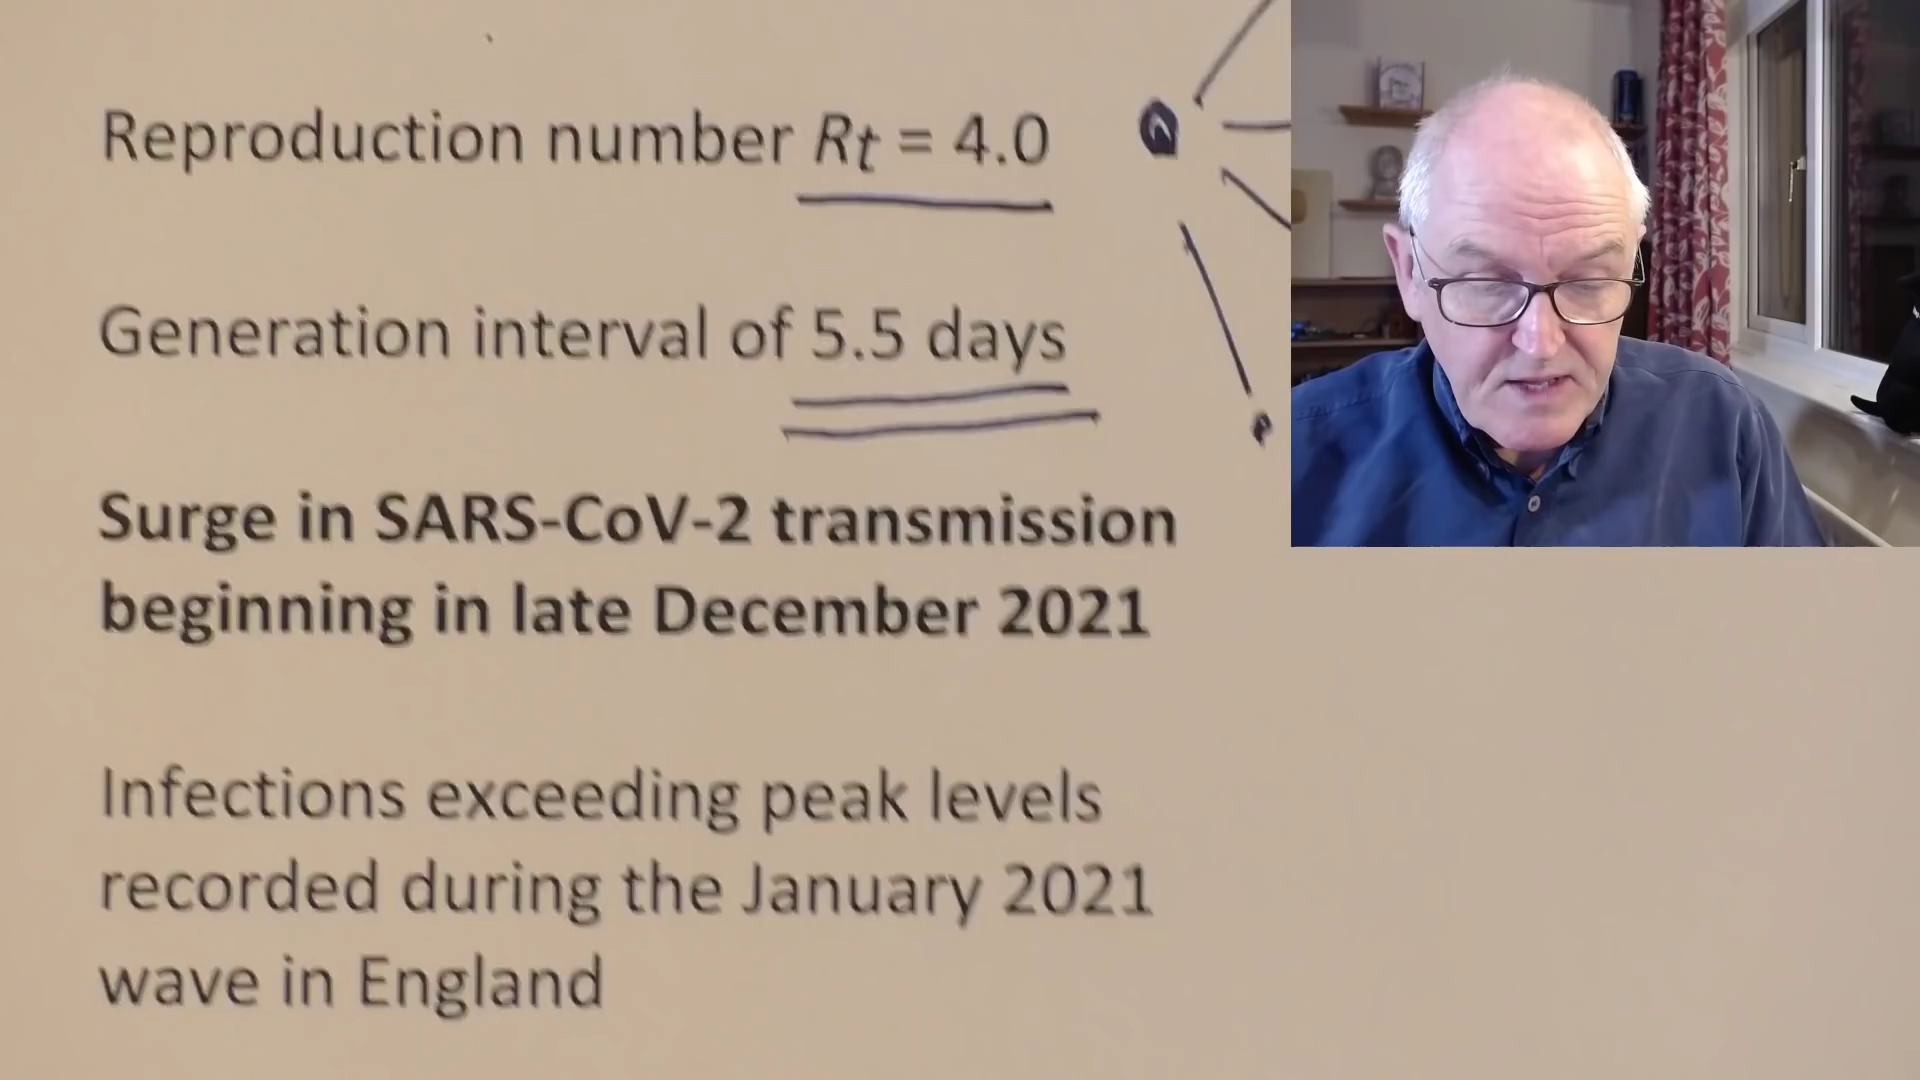 Reproduction number Rt = 4.0
Generation interval of 5.5 days
Surge in SARS-CoV-2 transmission
beginning in late December 2021
Infections exceeding peak levels
recorded during the January 2021
wave in England